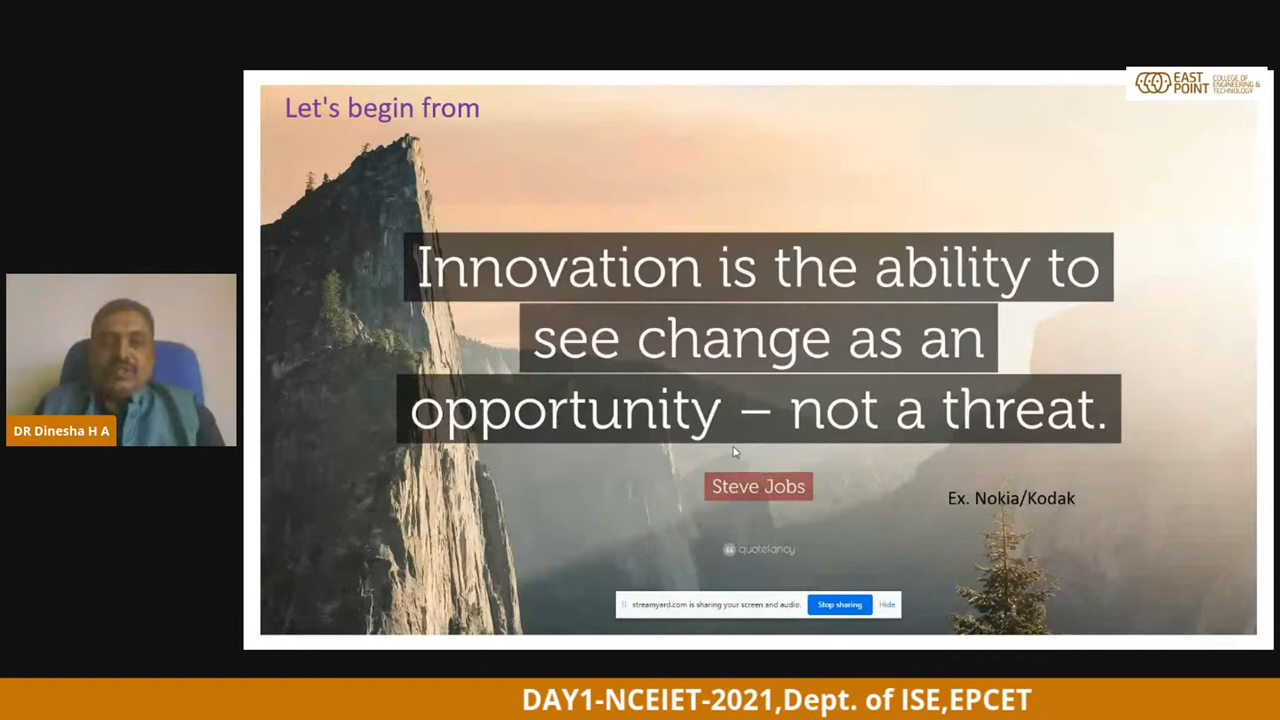 Let's begin from
EAST
POINT
COLLEGE OF
ENGINEERING &
TECHNOLOGY
Innovation is the ability to
see change as an
opportunity – not a threat.
Steve Jobs
Ex. Nokia/Kodak
quotefancy
streamyard.com is sharing your screen and audio.
Stop sharing
Hide
DR Dinesha H A
DAY1-NCEIET-2021,Dept. of ISE,EPCET